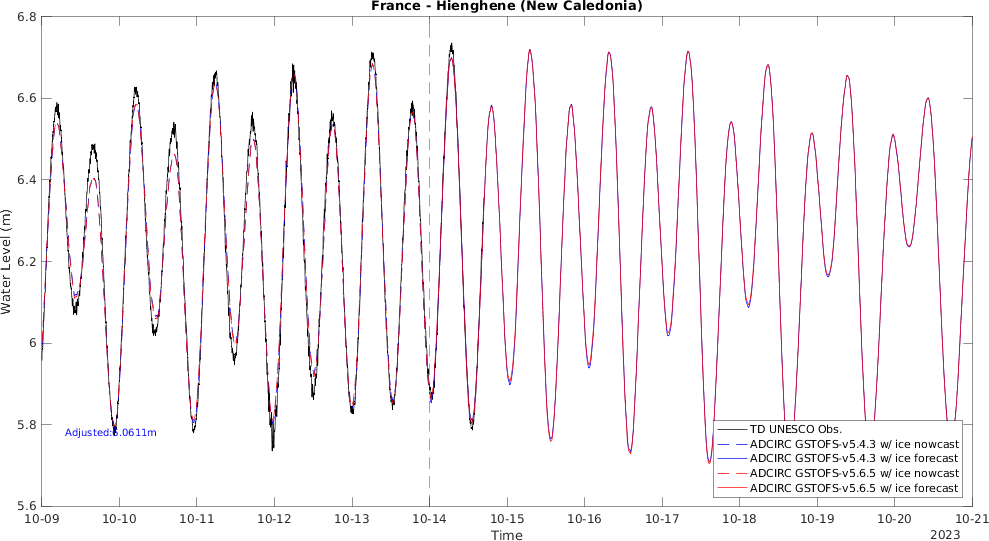 France - Hienghene (New Caledonia)
6.8
6.6
6.4
6.2
6
5.8
5.6
Water Level (m)
10-09
10-10
10-11
10-12
10-13
10-14
10-15
10-16
10-17
10-18
10-19
10-20
10-21
Time
2023
TD UNESCO Obs.
ADCIRC GSTOFS-v5.4.3 w/ ice nowcast
ADCIRC GSTOFS-v5.4.3 w/ ice forecast
ADCIRC GSTOFS-v5.6.5 w/ ice nowcast
ADCIRC GSTOFS-v5.6.5 w/ ice forecast